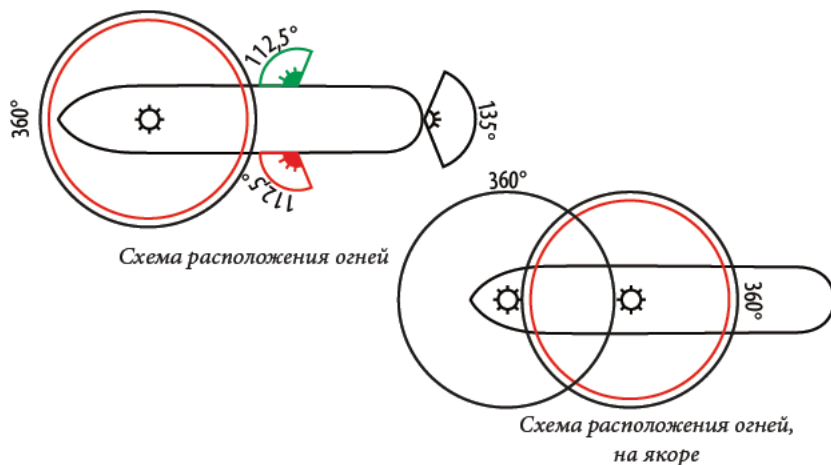 112,5°
360°
135°
112,5°
Схема расположения огней
360°
360°
Схема расположения огней,
на якоре